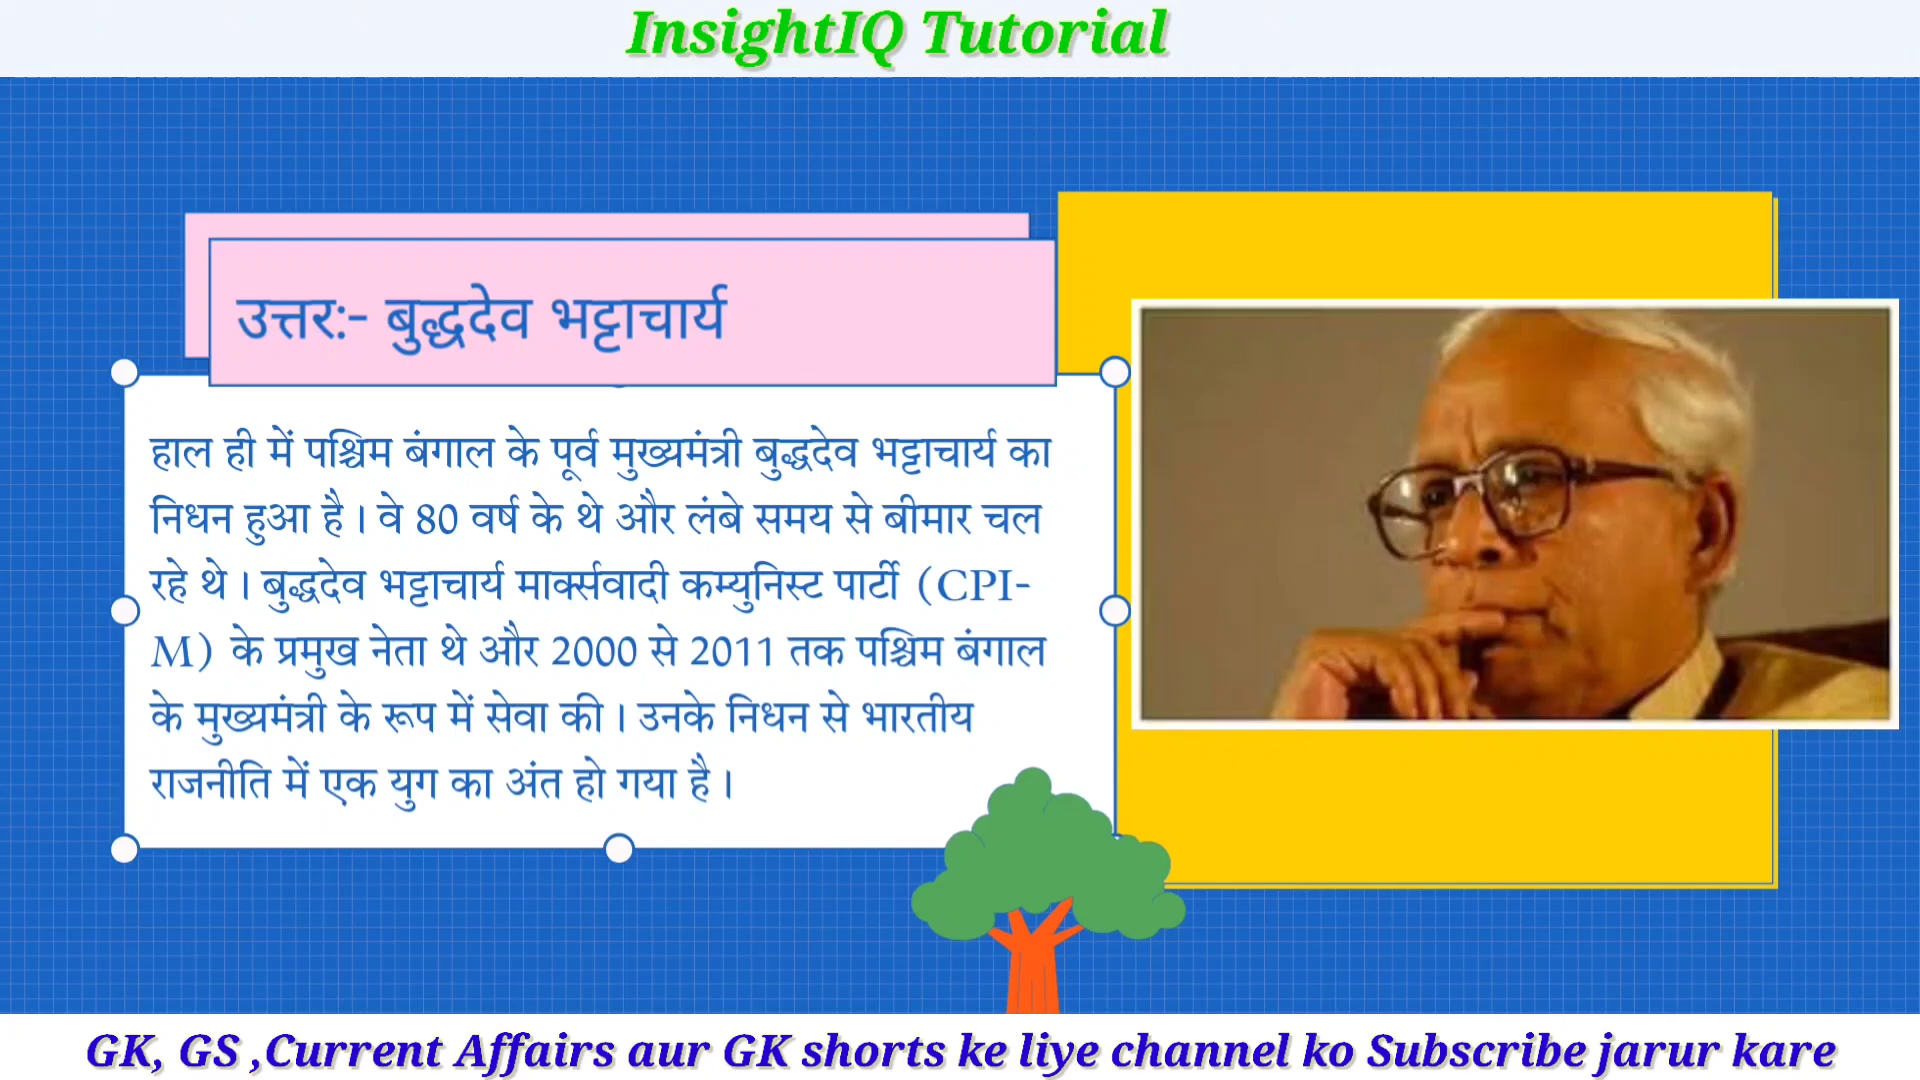 InsightIQ Tutorial
उत्तर:- बुद्धदेव भट्टाचार्य
हाल ही में पश्चिम बंगाल के पूर्व मुख्यमंत्री बुद्धदेव भट्टाचार्य का
निधन हुआ है। वे 80 वर्ष के थे और लंबे समय से बीमार चल
रहे थे। बुद्धदेव भट्टाचार्य मार्क्सवादी कम्युनिस्ट पार्टी (CPI-
M) के प्रमुख नेता थे और 2000 से 2011 तक पश्चिम बंगाल
के मुख्यमंत्री के रूप में सेवा की। उनके निधन से भारतीय
राजनीति में एक युग का अंत हो गया है।
GK, GS ,Current Affairs aur GK shorts ke liye channel ko Subscribe jarur kare